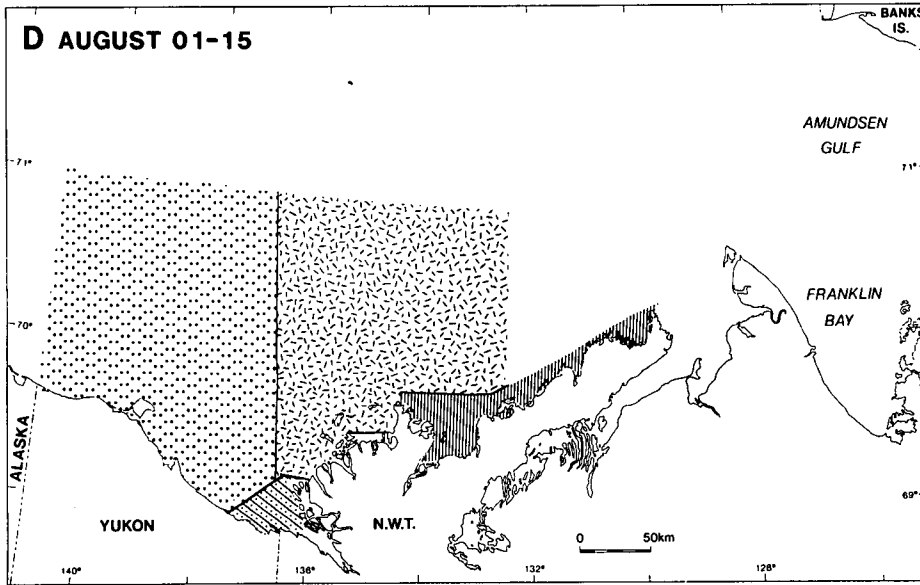 D AUGUST 01-15
BANKS
IS.
AMUNDSEN
GULF
71°
71°
FRANKLIN
BAY
70°
70°
ALASKA
YUKON
N.W.T.
69°
0 50km
140°
136°
132°
128°